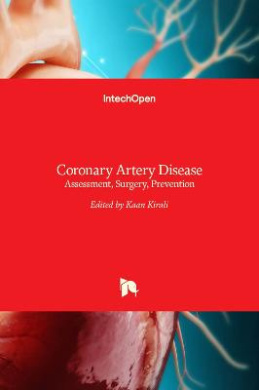 IntechOpen
Coronary Artery Disease
Assessment, Surgery, Prevention
Edited by Kaan Kirali